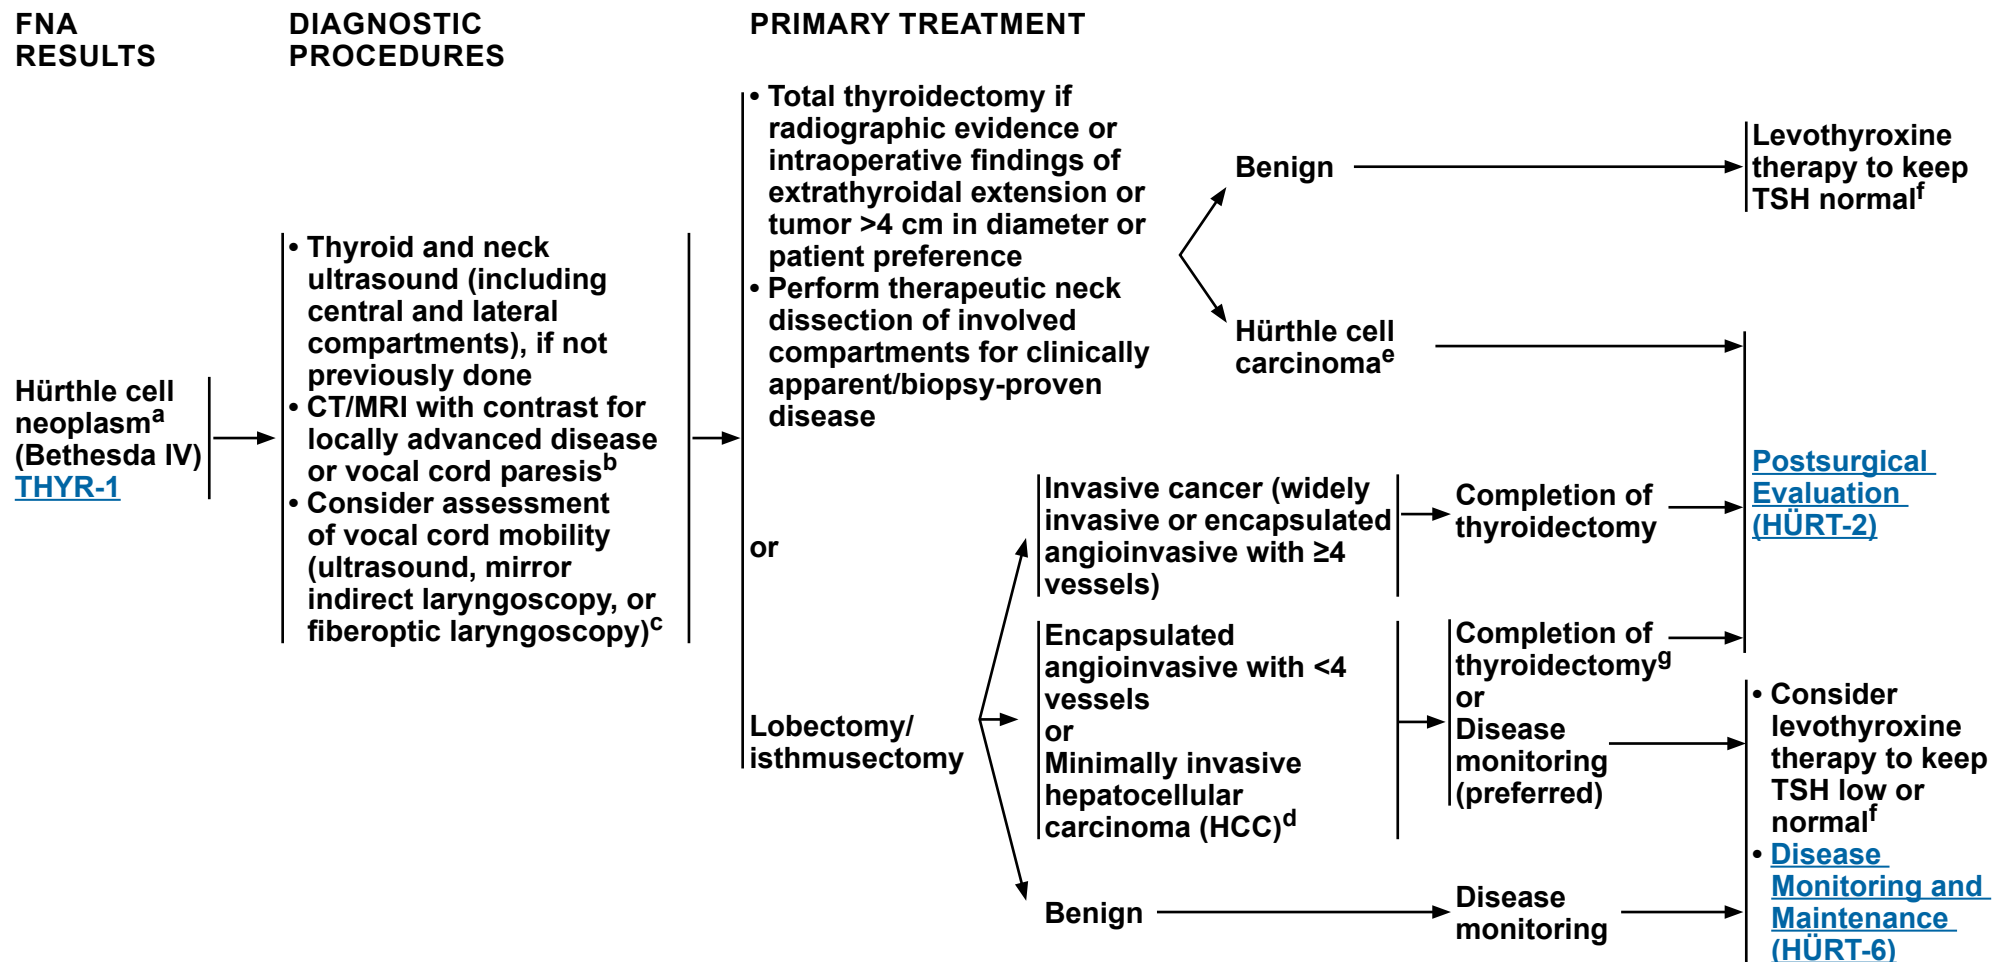 FNA
RESULTS
DIAGNOSTIC
PROCEDURES
PRIMARY TREATMENT
Hürthle cell
neoplasmᵃ
(Bethesda IV)
THYR-1
• Thyroid and neck
ultrasound (including
central and lateral
compartments), if not
previously done
• CT/MRI with contrast for
locally advanced disease
or vocal cord paresisᵇ
• Consider assessment
of vocal cord mobility
(ultrasound, mirror
indirect laryngoscopy, or
fiberoptic laryngoscopy)ᶜ
• Total thyroidectomy if
radiographic evidence or
intraoperative findings of
extrathyroidal extension or
tumor >4 cm in diameter or
patient preference
• Perform therapeutic neck
dissection of involved
compartments for clinically
apparent/biopsy-proven
disease
or
Lobectomy/
isthmusectomy
Benign
Levothyroxine
therapy to keep
TSH normalᶠ
Hürthle cell
carcinomaᵉ
Invasive cancer (widely
invasive or encapsulated
angioinvasive with ≥4
vessels)
Completion of
thyroidectomy
Postsurgical
Evaluation
(HÜRT-2)
Encapsulated
angioinvasive with <4
vessels
or
Minimally invasive
hepatocellular
carcinoma (HCC)ᵈ
Completion of
thyroidectomyᵍ
or
Disease
monitoring
(preferred)
Benign
Disease
monitoring
• Consider
levothyroxine
therapy to keep
TSH low or
normalᶠ
• Disease
Monitoring and
Maintenance
(HÜRT-6)